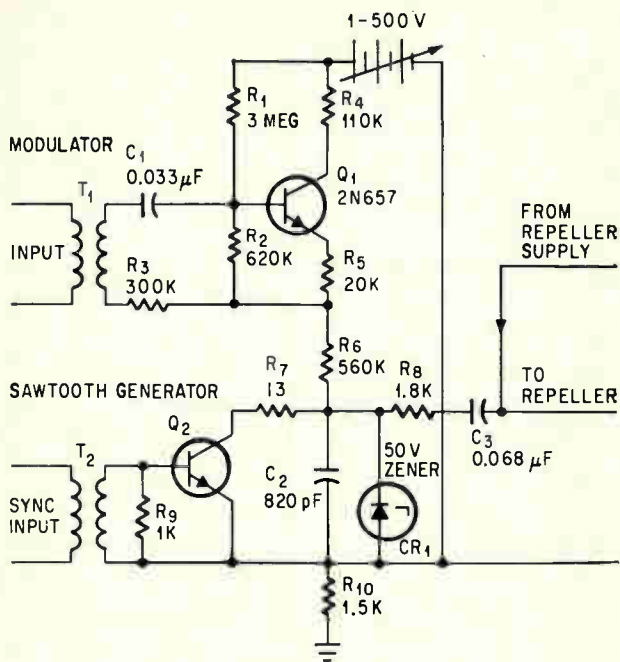 1-500 V
R1
3 MEG
R4
110K
MODULATOR
C1
0.033 µF
T1
Q1
2N657
INPUT
R2
620K
R3
300K
R5
20K
FROM
REPELLER
SUPPLY
R6
560K
R7
13
R8
1.8K
TO
REPELLER
SAWTOOTH GENERATOR
Q2
T2
C3
0.068 µF
50 V
ZENER
C2
820 pF
SYNC
INPUT
R9
1K
CR1
R10
1.5K